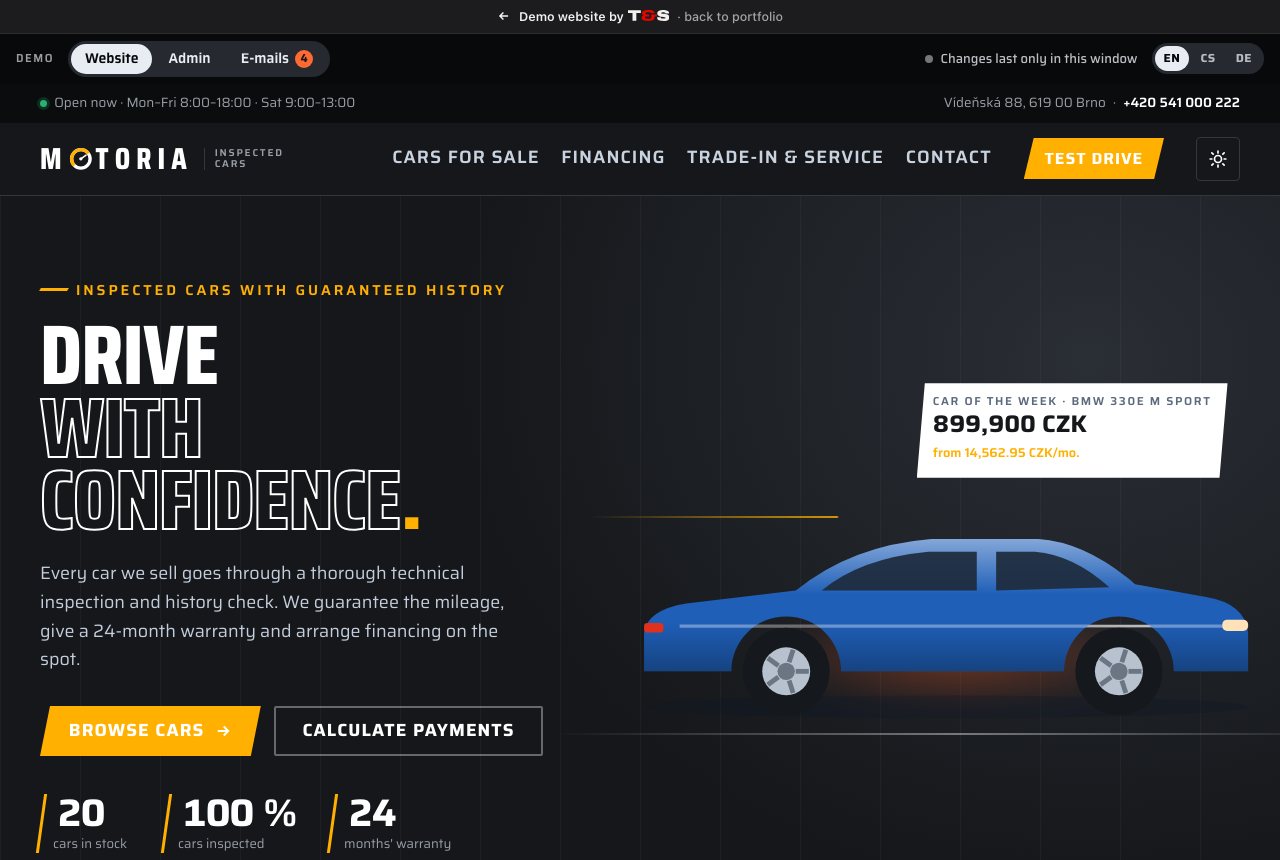 ← Demo website by T&S · back to portfolio
DEMO Website Admin E-mails 4
Changes last only in this window EN CS DE
Open now · Mon–Fri 8:00–18:00 · Sat 9:00–13:00
Vídeňská 88, 619 00 Brno · +420 541 000 222
MOTORIA INSPECTED
CARS
CARS FOR SALE FINANCING TRADE-IN & SERVICE CONTACT TEST DRIVE
INSPECTED CARS WITH GUARANTEED HISTORY
DRIVE
WITH
CONFIDENCE.
Every car we sell goes through a thorough technical
inspection and history check. We guarantee the mileage,
give a 24-month warranty and arrange financing on the
spot.
BROWSE CARS → CALCULATE PAYMENTS
20
cars in stock
100 %
cars inspected
24
months' warranty
CAR OF THE WEEK · BMW 330E M SPORT
899,900 CZK
from 14,562.95 CZK/mo.